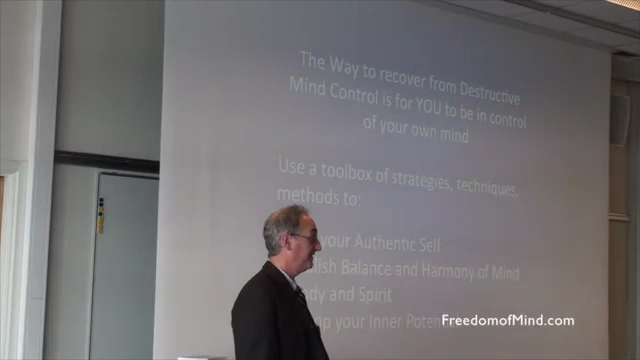 The Way to recover from Destructive
Mind Control is for YOU to be in control
of your own mind
Use a toolbox of strategies, techniques,
methods to:
your Authentic Self
Balance and Harmony of Mind
and Spirit
your Inner
FreedomofMind.com